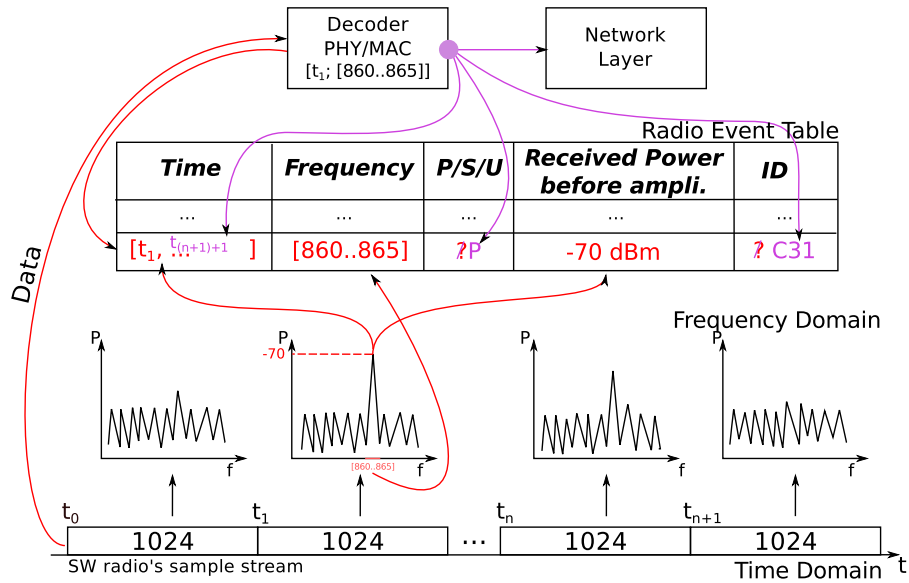 Decoder
PHY/MAC
[t1; [860..865]]
Network
Layer
Radio Event Table
Time
Frequency
P/S/U
Received Power
before ampli.
ID
...
...
...
...
...
[t1, ... t(n+1)+1 ]
[860..865]
? /P
-70 dBm
? / C31
Data
Frequency Domain
P
f
P
-70
[860..865]
f
P
f
P
f
t0
t1
tn
tn+1
1024
1024
...
1024
1024
SW radio's sample stream
Time Domain
t